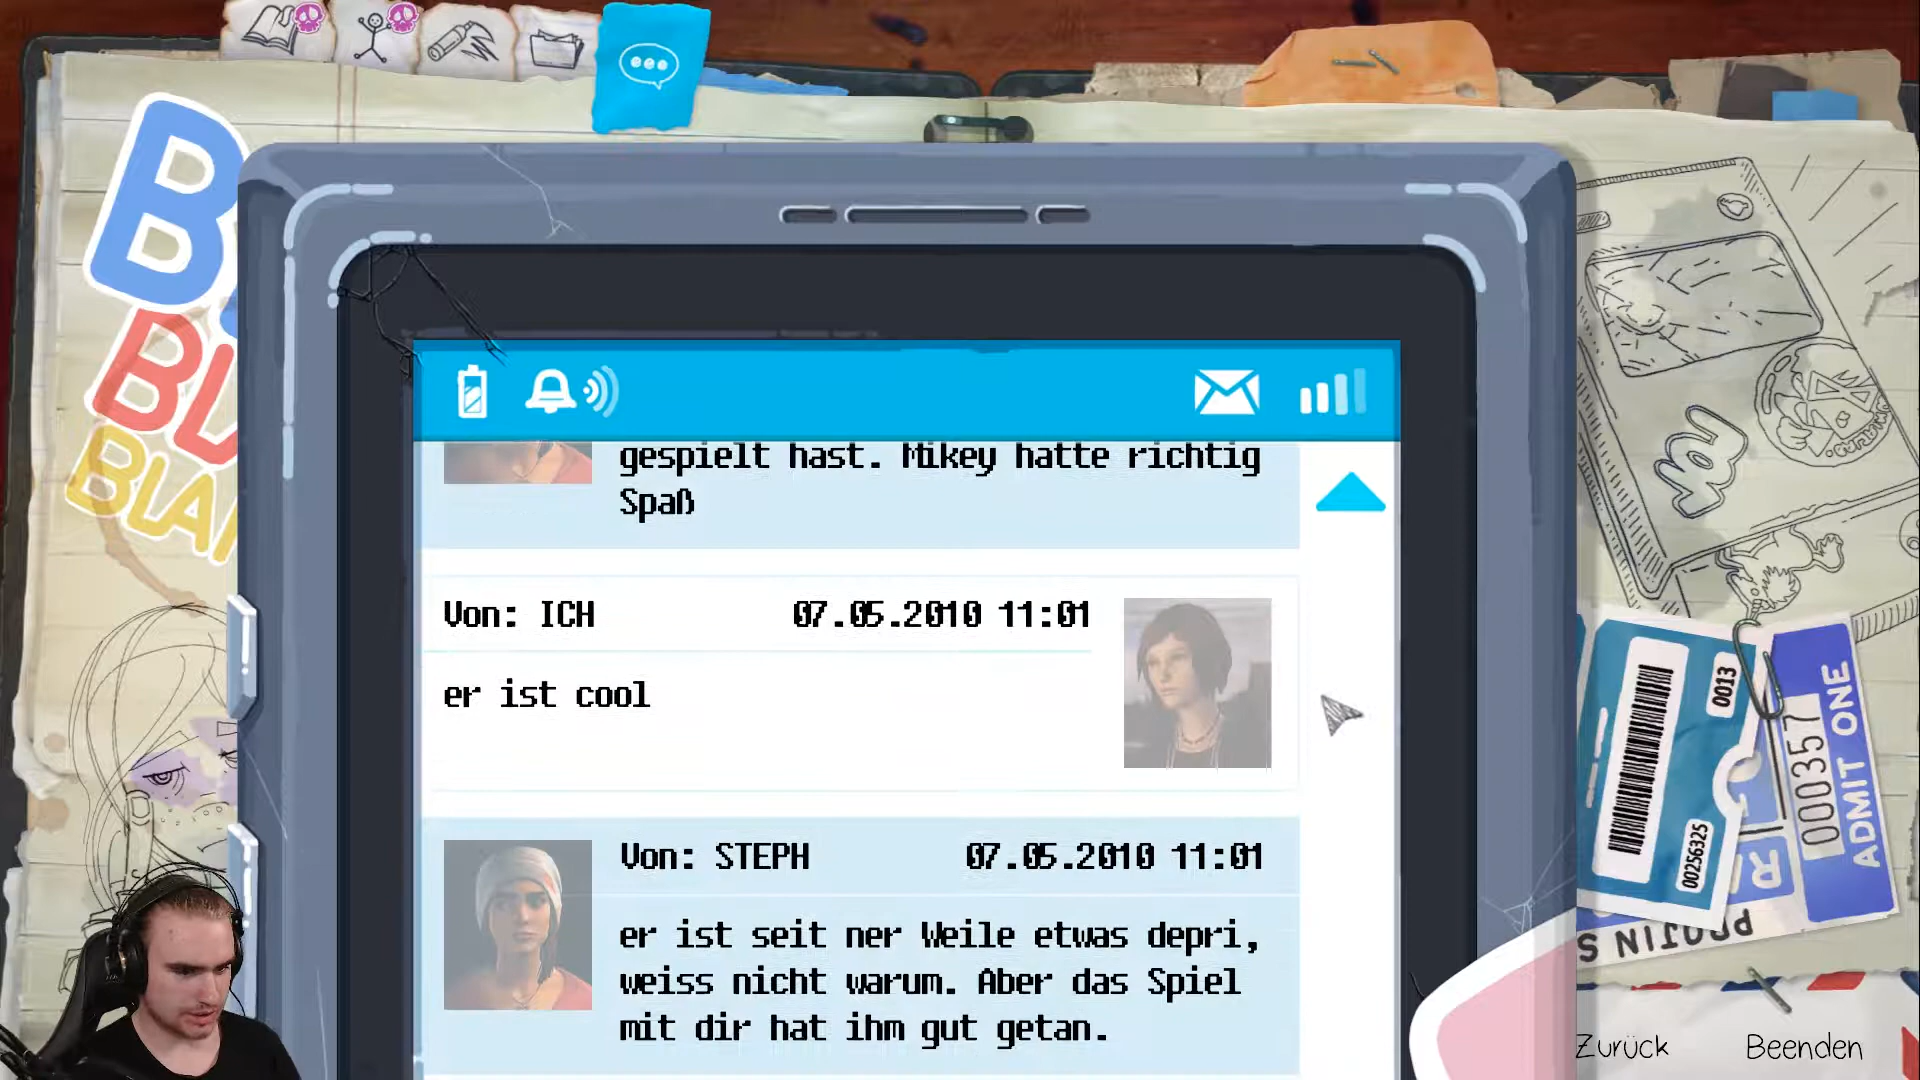 gespielt hast. Mikey hatte richtig
Spaß
Von: ICH 07.05.2010 11:01
er ist cool
Von: STEPH 07.05.2010 11:01
er ist seit ner Weile etwas depri,
weiss nicht warum. Aber das Spiel
mit dir hat ihm gut getan.
0013
00256325
000357
ADMIT ONE
Zurück Beenden